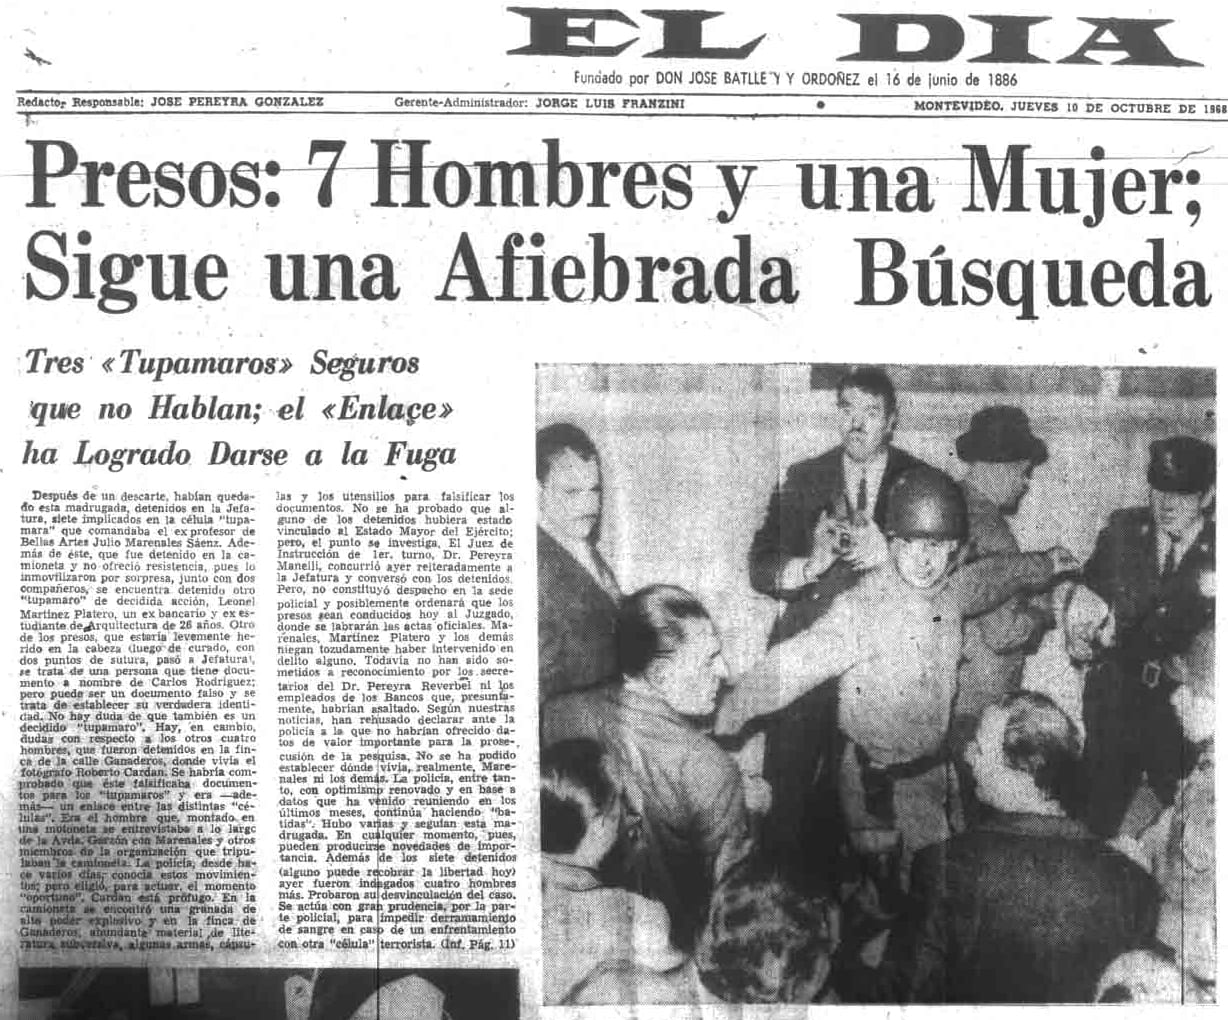 EL DIA
Fundado por DON JOSE BATLLE Y ORDOÑEZ el 16 de junio de 1886
Redactor Responsable: JOSE PEREYRA GONZALEZ
Gerente-Administrador: JORGE LUIS FRANZINI
MONTEVIDEO, JUEVES 10 DE OCTUBRE DE 1968
Presos: 7 Hombres y una Mujer;
Sigue una Afiebrada Búsqueda
Tres «Tupamaros» Seguros
que no Hablan; el «Enlace»
ha Logrado Darse a la Fuga
Después de un descarte, habían queda-
do esta madrugada, detenidos en la Jefa-
tura, siete implicados en la célula "tupa-
mara" que comandaba el ex profesor de
Bellas Artes Julio Marenales Sáenz. Ade-
más de éste, que fue detenido en la ca-
mioneta y no ofreció resistencia, pues lo
inmovilizaron por sorpresa, junto con dos
compañeros, se encuentra detenido otro
"tupamaro" de decidida acción, Leonel
Martínez Platero, un ex bancario y ex es-
tudiante de Arquitectura de 26 años. Otro
de los presos, que estaría levemente he-
rido en la cabeza (luego de curado, con
dos puntos de sutura, pasó a Jefatura),
se trata de una persona que tiene docu-
mento a nombre de Carlos Rodríguez;
pero puede ser un documento falso y se
trata de establecer su verdadera identi-
dad. No hay duda de que también es un
decidido "tupamaro". Hay, en cambio,
dudas con respecto a los otros cuatro
hombres, que fueron detenidos en la fin-
ca de la calle Ganaderos, donde vivía el
fotógrafo Roberto Cardan. Se habría com-
probado que éste falsificaba documen-
tos para los "tupamaros" y era —ade-
más— un enlace entre las distintas "cé-
lulas". Era el hombre que, montado en
una motoneta se entrevistaba a lo largo
de la Avda. Garzón con Marenales y otros
miembros de la organización que tripu-
laban la camioneta. La policía, desde ha-
ce varios días, conocía estos movimien-
tos; pero eligió, para actuar, el momento
"oportuno". Cardan está prófugo. En la
camioneta se encontró una granada de
alto poder explosivo y en la finca de
Ganaderos, abundante material de lite-
ratura subversiva, algunas armas, cápsu-
las y los utensilios para falsificar los
documentos. No se ha probado que al-
guno de los detenidos hubiera estado
vinculado al Estado Mayor del Ejército;
pero, el punto se investiga. El Juez de
Instrucción de 1er. turno, Dr. Pereyra
Manelli, concurrió ayer reiteradamente a
la Jefatura y conversó con los detenidos.
Pero, no constituyó despacho en la sede
policial y posiblemente ordenará que los
presos sean conducidos hoy al Juzgado,
donde se labrarán las actas oficiales. Ma-
renales, Martínez Platero y los demás
niegan tozudamente haber intervenido en
delito alguno. Todavía no han sido so-
metidos a reconocimiento por los secre-
tarios del Dr. Pereyra Reverbel ni los
empleados de los Bancos que, presunta-
mente, habrían asaltado. Según nuestras
noticias, han rehusado declarar ante la
policía a la que no habrían ofrecido da-
tos de valor importante para la prose-
cución de la pesquisa. No se ha podido
establecer dónde vivía, realmente, Mare-
nales ni los demás. La policía, entre tan-
to, con optimismo renovado y en base a
datos que ha venido reuniendo en los
últimos meses, continúa haciendo "ba-
tidas". Hubo varias y seguían esta ma-
drugada. En cualquier momento, pues,
pueden producirse novedades de impor-
tancia. Además de los siete detenidos
(alguno puede recobrar la libertad hoy)
ayer fueron indagados cuatro hombres
más. Probaron su desvinculación del caso.
Se actúa con gran prudencia, por la par-
te policial, para impedir derramamiento
de sangre en caso de un enfrentamiento
con otra "célula" terrorista. (Inf. Pág. 11)